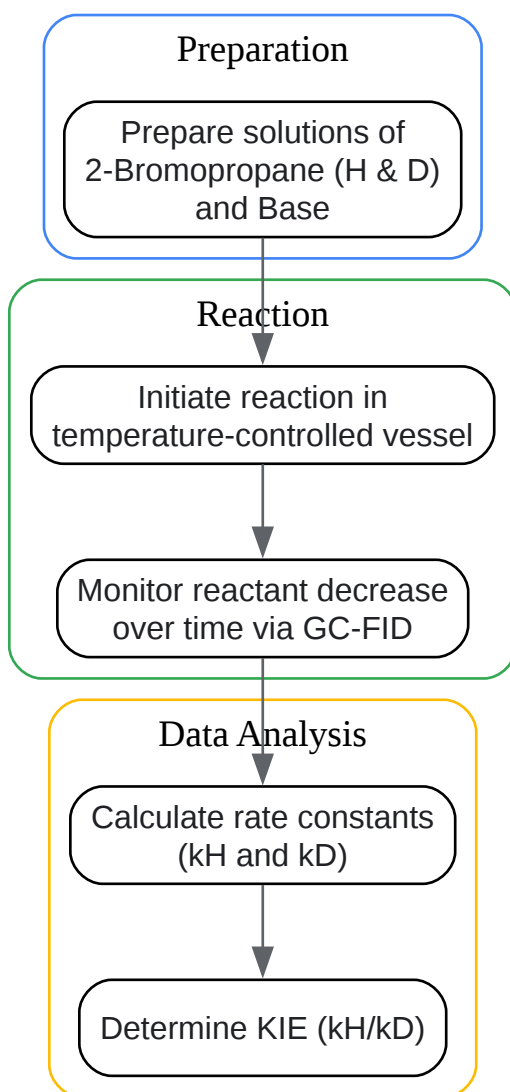 Preparation
Prepare solutions of
2-Bromopropane (H & D)
and Base
Reaction
Initiate reaction in
temperature-controlled vessel
Monitor reactant decrease
over time via GC-FID
Data Analysis
Calculate rate constants
(kH and kD)
Determine KIE (kH/kD)